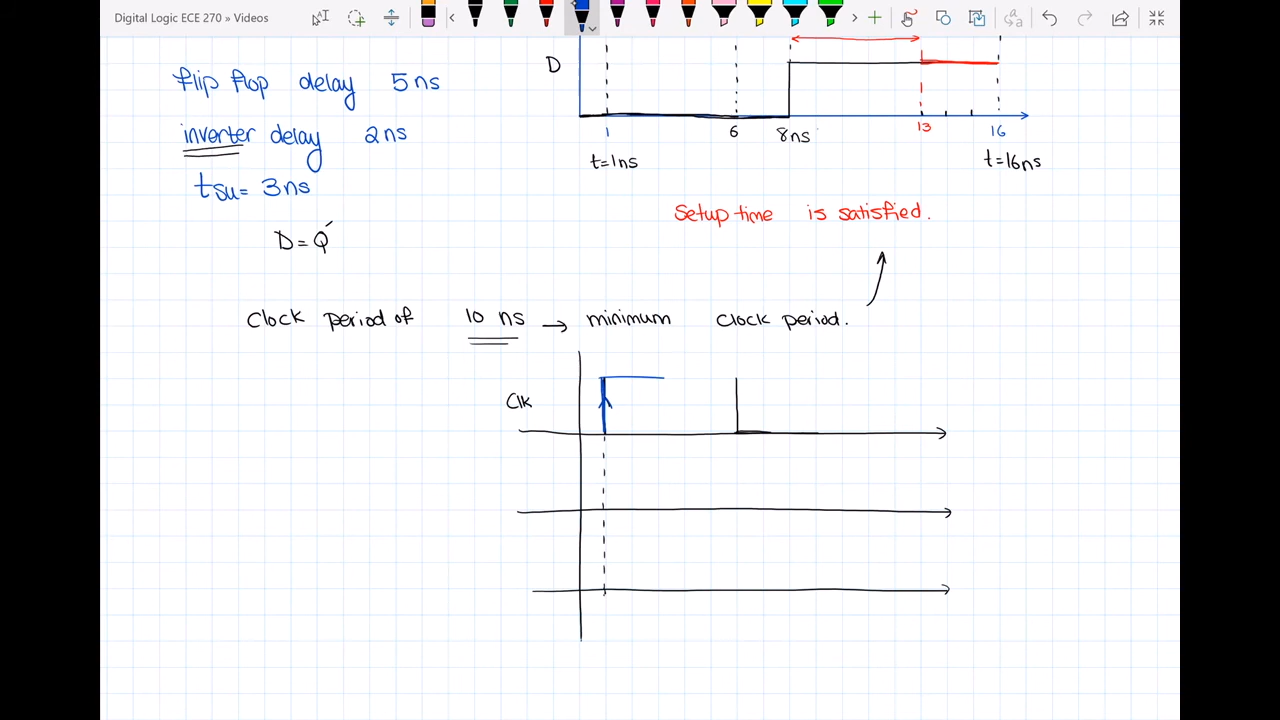 Digital Logic ECE 270 » Videos
D
flip flop delay 5ns
inverter delay 2ns
1 6 8ns 13 16
t=1ns t=16ns
tsu= 3ns
Setup time is satisfied.
D=Q'
Clock period of 10 ns → minimum Clock period.
Clk